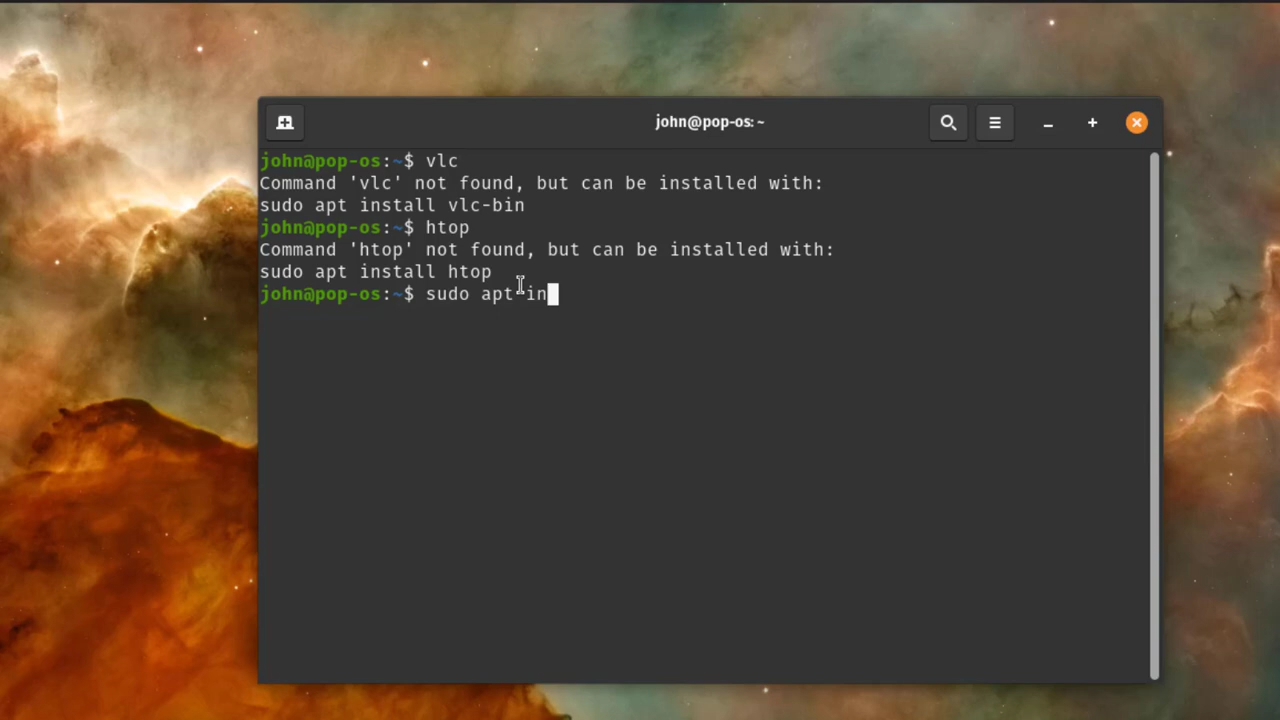 john@pop-os: ~
john@pop-os:~$ vlc
Command 'vlc' not found, but can be installed with:
sudo apt install vlc-bin
john@pop-os:~$ htop
Command 'htop' not found, but can be installed with:
sudo apt install htop
john@pop-os:~$ sudo apt in